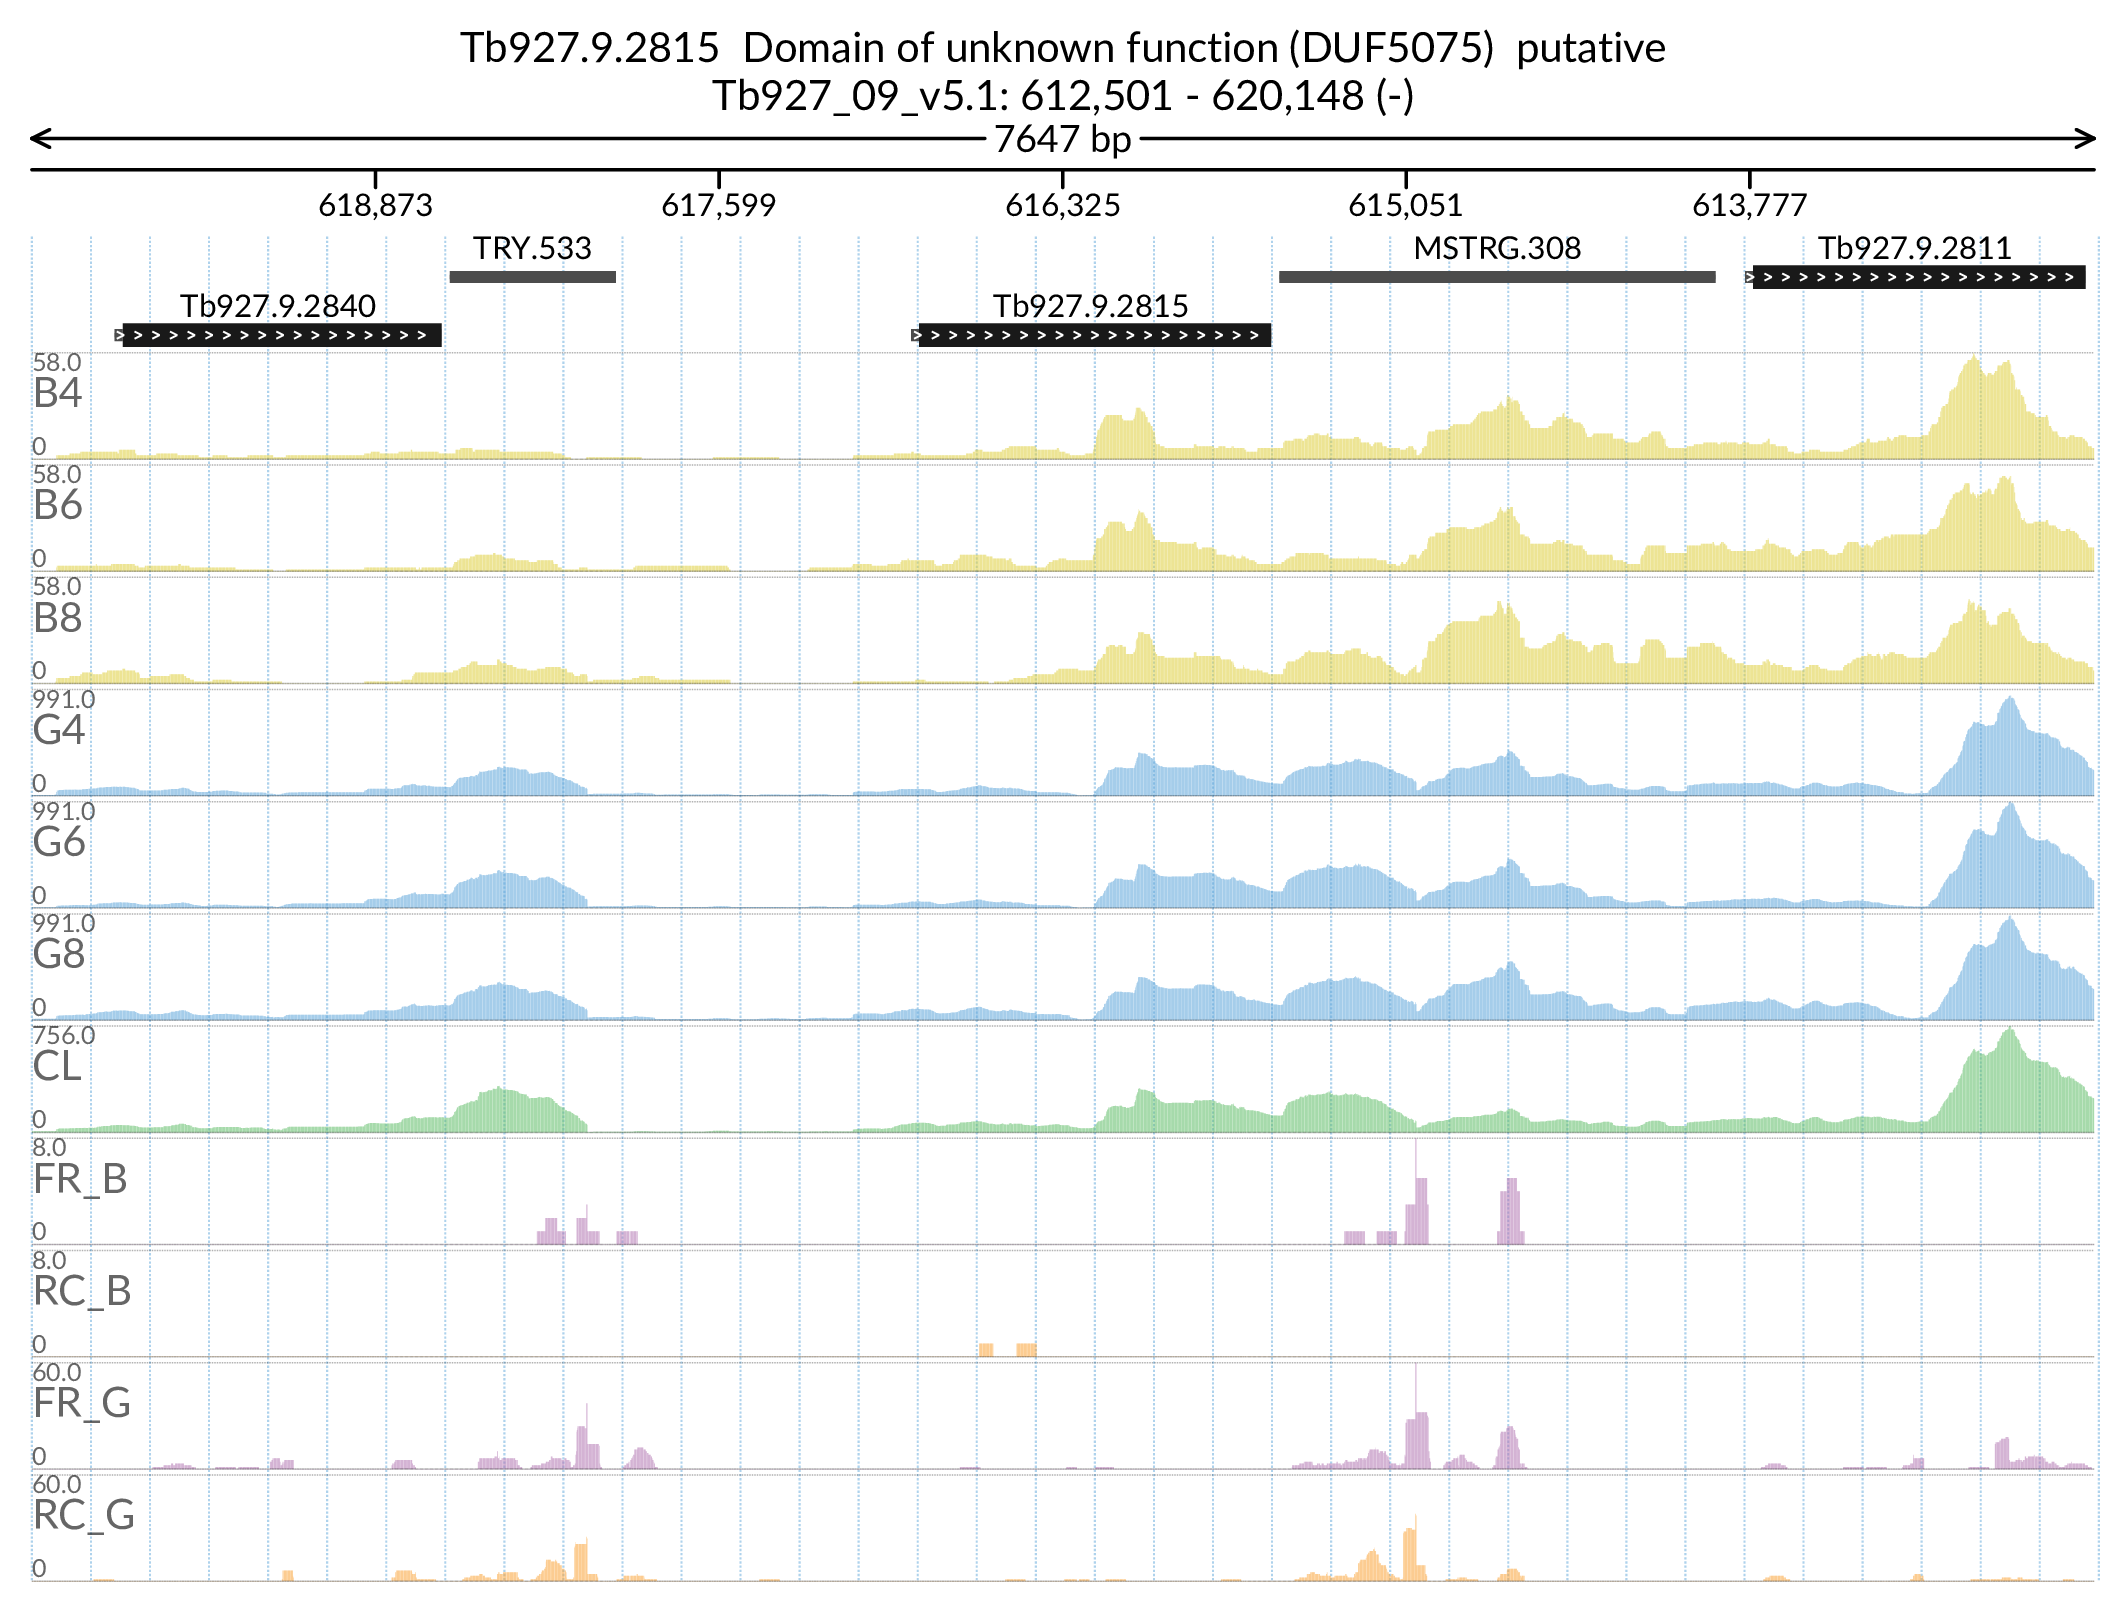 Tb927.9.2815  Domain of unknown function (DUF5075)  putative
Tb927_09_v5.1: 612,501 - 620,148 (-)
7647 bp
618,873 617,599 616,325 615,051 613,777
TRY.533 MSTRG.308 Tb927.9.2811
Tb927.9.2840 Tb927.9.2815
58.0
B4
0
58.0
B6
0
58.0
B8
0
991.0
G4
0
991.0
G6
0
991.0
G8
0
756.0
CL
0
8.0
FR_B
0
8.0
RC_B
0
60.0
FR_G
0
60.0
RC_G
0